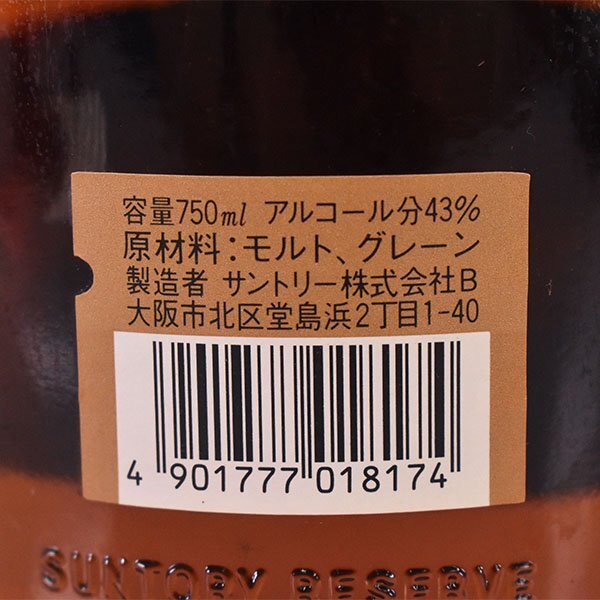 容量750ml アルコール分43%
原材料：モルト、グレーン
製造者 サントリー株式会社B
大阪市北区堂島浜2丁目1-40
4 901777 018174
SUNTORY RESERVE